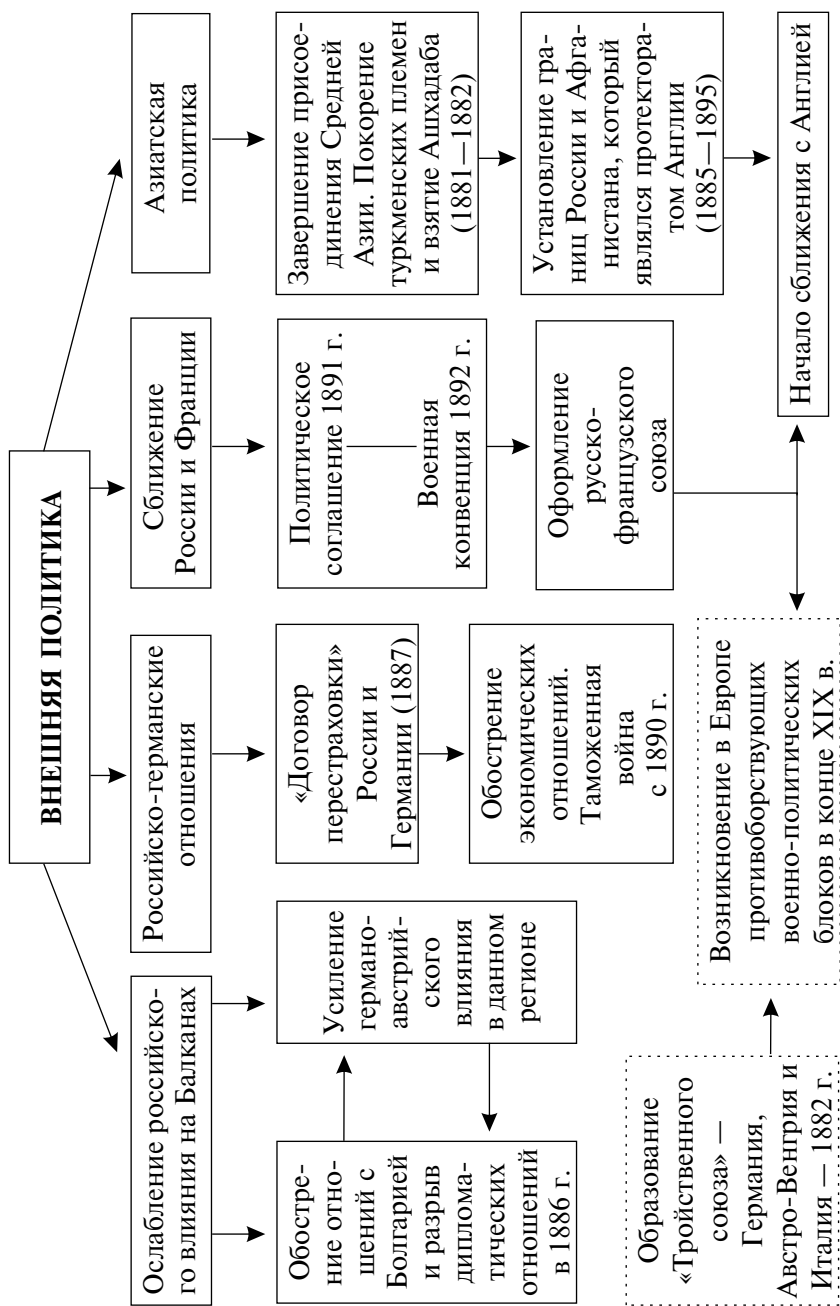 ВНЕШНЯЯ ПОЛИТИКА
Ослабление российско-
го влияния на Балканах
Российско-германские
отношения
Сближение
России и Франции
Азиатская
политика
Обостре-
ние отно-
шений с
Болгарией
и разрыв
диплома-
тических
отношений
в 1886 г.
Усиление
германо-
австрий-
ского
влияния
в данном
регионе
«Договор
перестраховки»
России и
Германии (1887)
Обострение
экономических
отношений.
Таможенная
война
с 1890 г.
Политическое
соглашение 1891 г.
Военная
конвенция 1892 г.
Оформление
русско-
французского
союза
Завершение присое-
динения Средней
Азии. Покорение
туркменских племен
и взятие Ашхадаба
(1881—1882)
Установление гра-
ниц России и Афга-
нистана, который
являлся протектора-
том Англии
(1885—1895)
Образование
«Тройственного
союза» —
Германия,
Австро-Венгрия и
Италия — 1882 г.
Возникновение в Европе
противоборствующих
военно-политических
блоков в конце XIX в.
Начало сближения с Англией